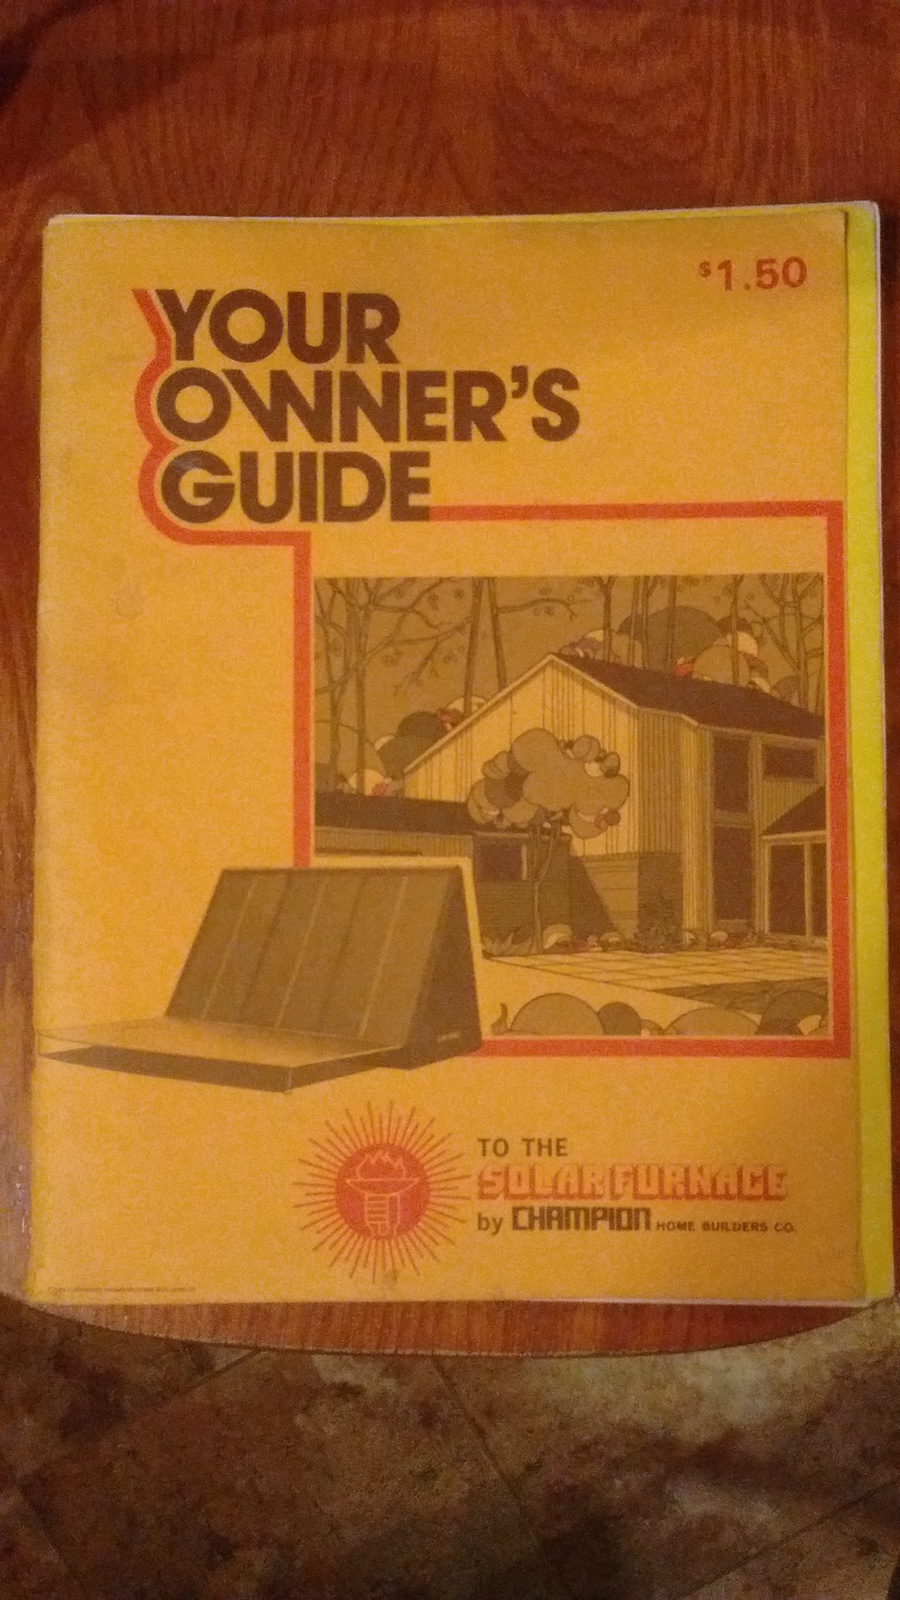 $1.50
YOUR
OWNER'S
GUIDE
TO THE
SOLAR FURNACE
by CHAMPION HOME BUILDERS CO.